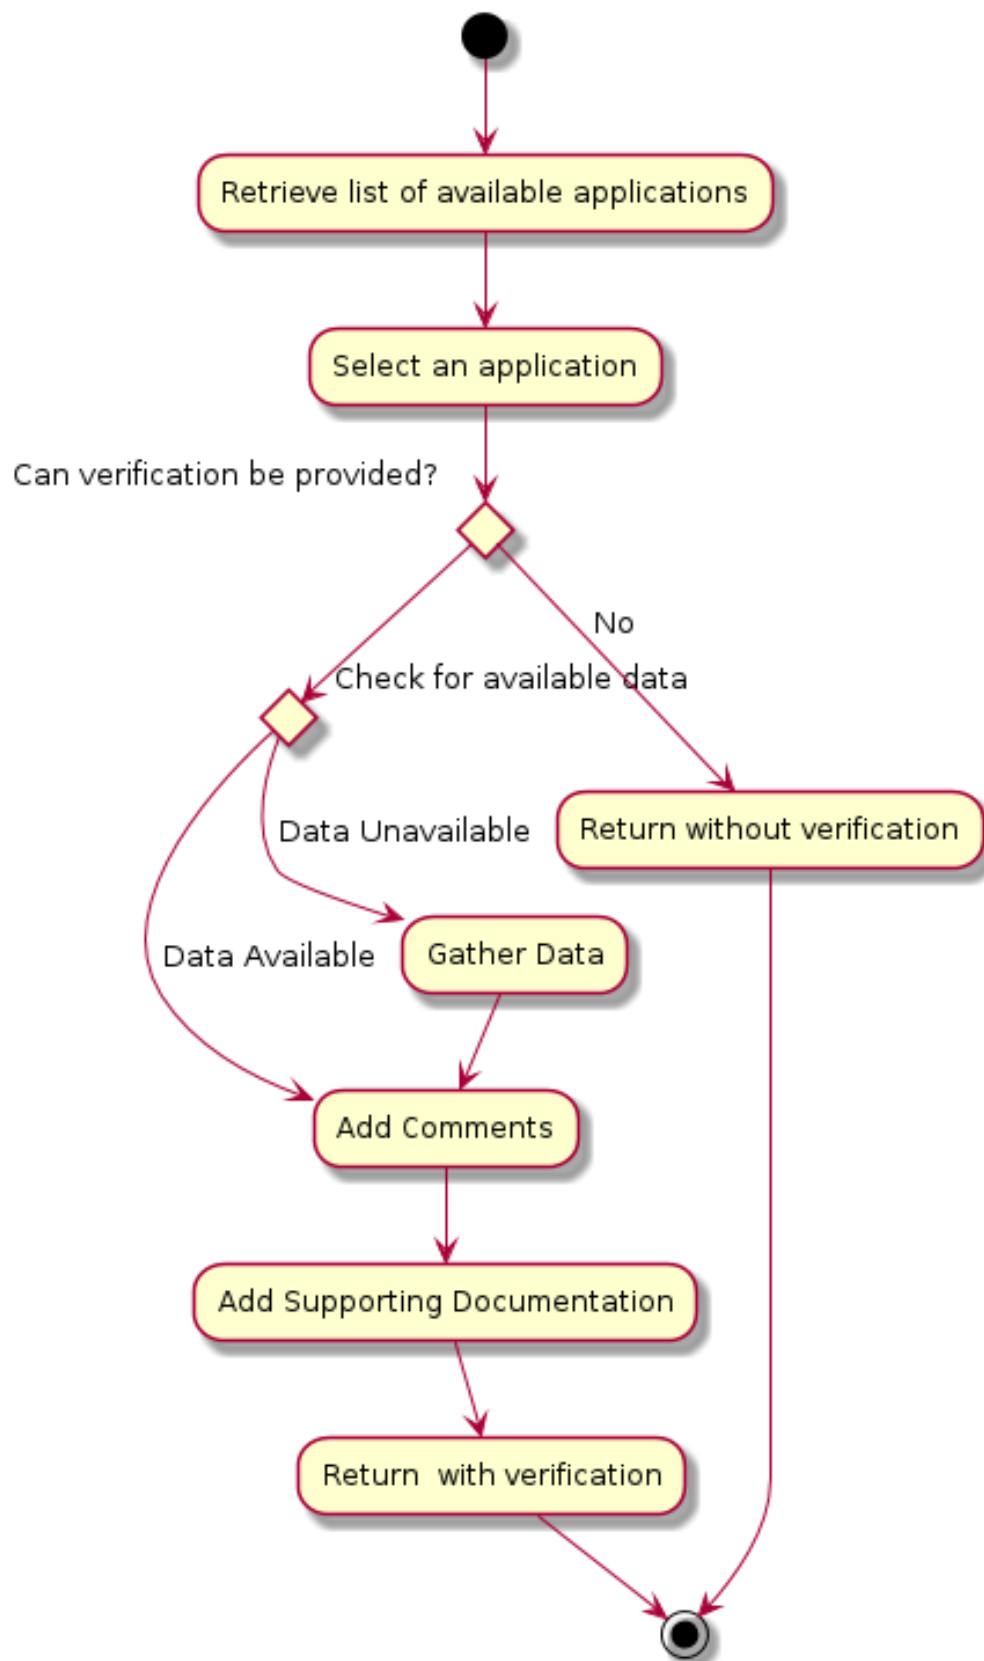 Retrieve list of available applications
Select an application
Can verification be provided?
No
Check for available data
Data Unavailable
Return without verification
Data Available
Gather Data
Add Comments
Add Supporting Documentation
Return  with verification